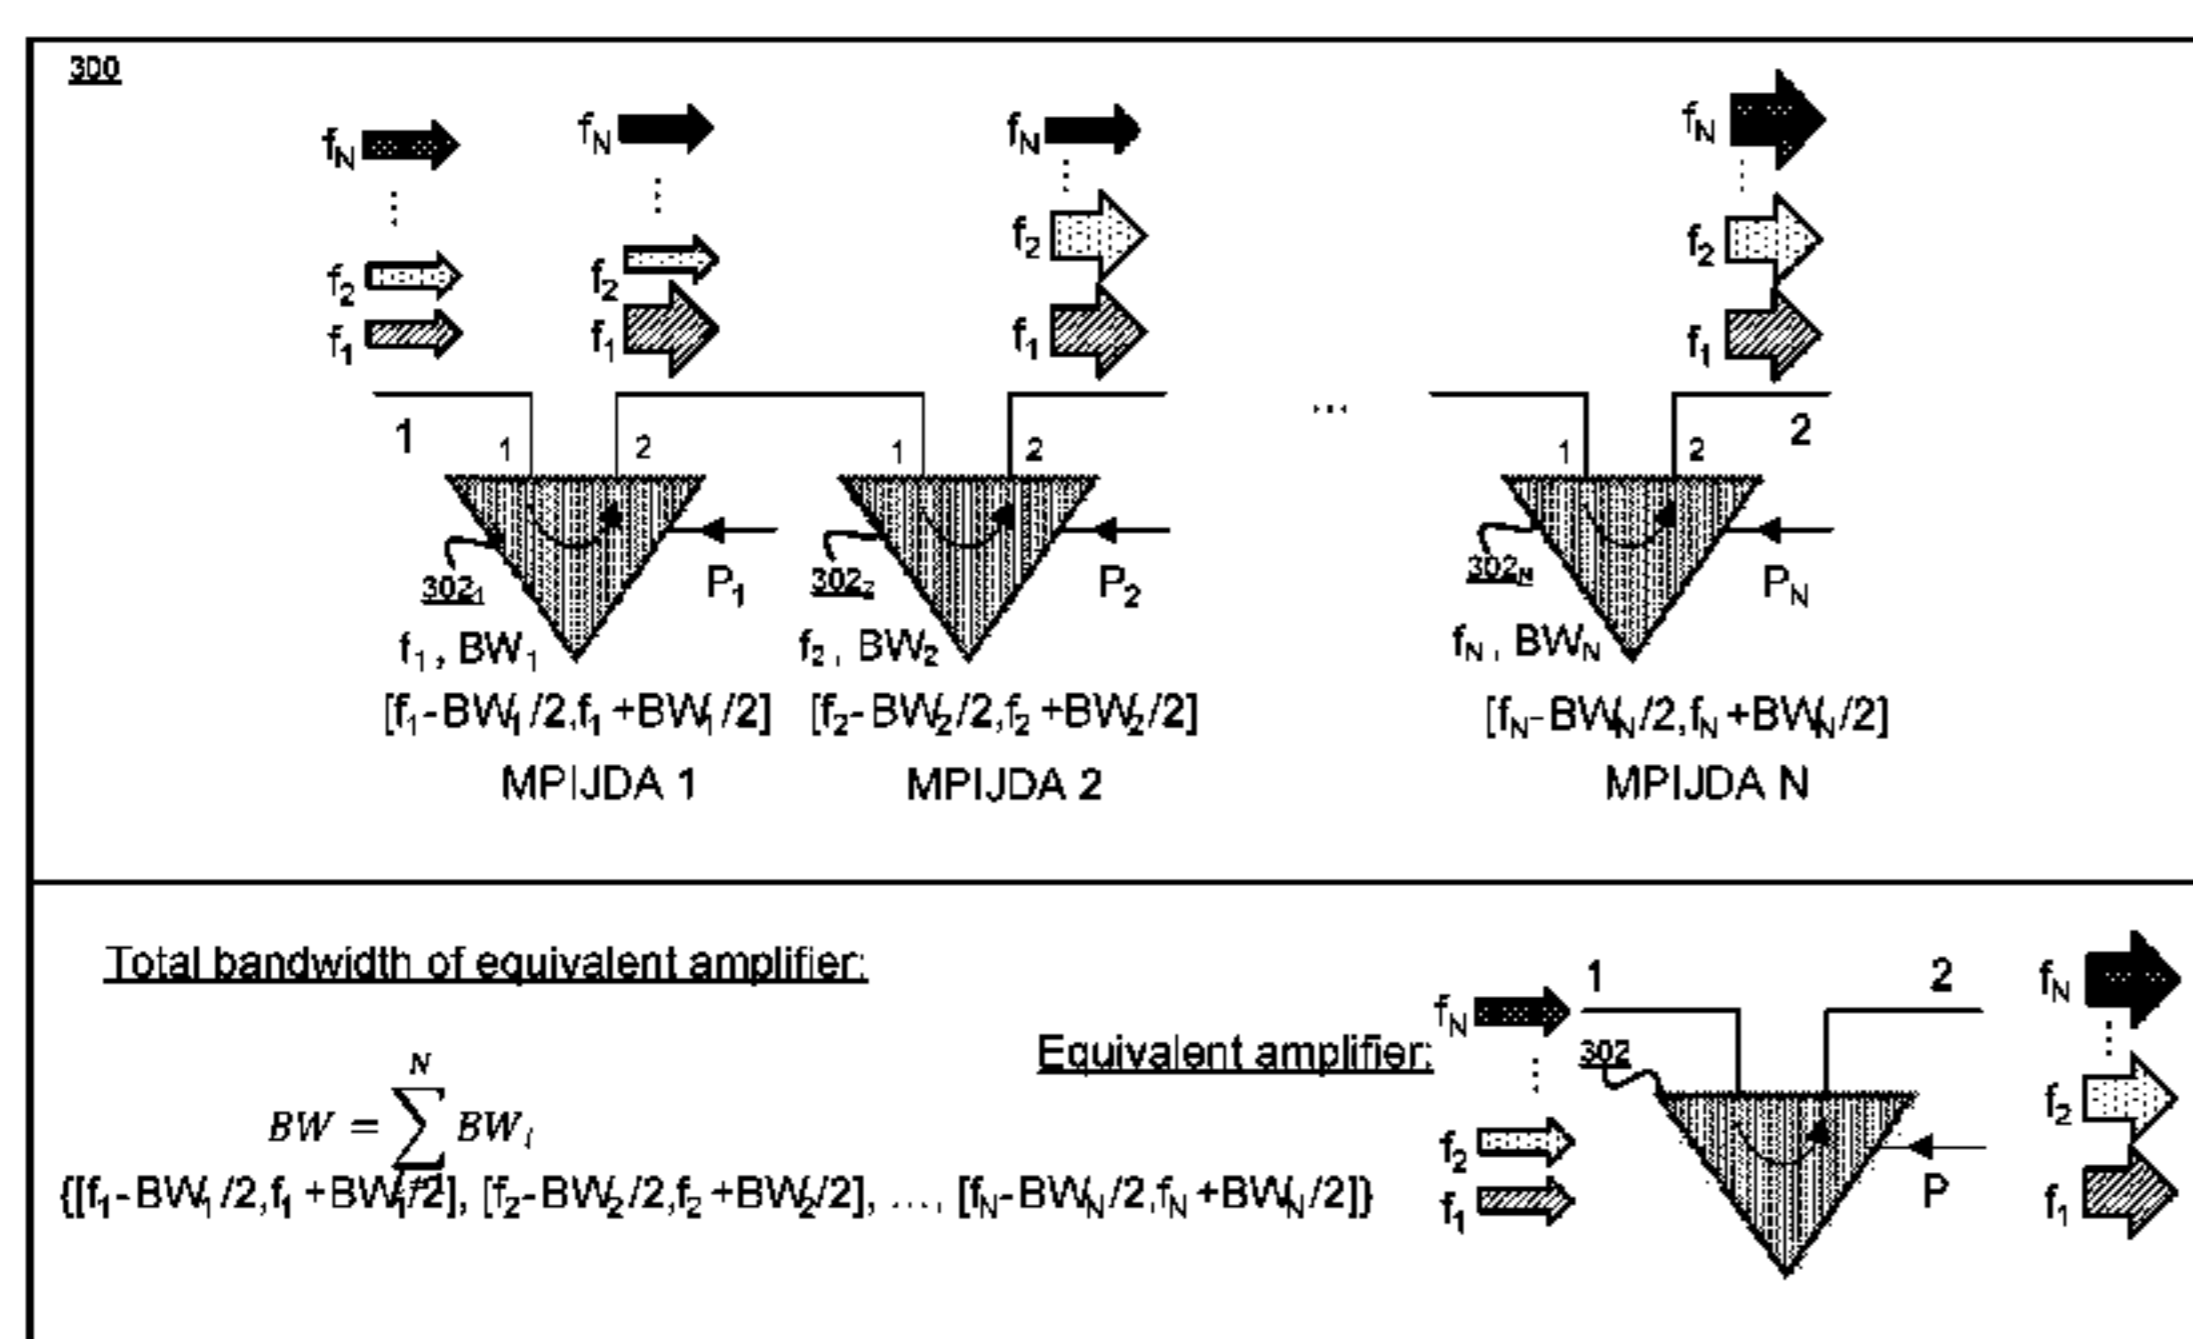 300
fN fN fN fN
⋮ ⋮ ⋮ ⋮
f2 f2 f2 f2
f1 f1 f1 f1
1 1 2 1 2 ... 1 2 2
302₁ P₁ 302₂ P₂ 302N PN
f₁, BW₁ f₂, BW₂ fN, BWN
[f₁-BW₁/2,f₁+BW₁/2] [f₂-BW₂/2,f₂+BW₂/2] [fN-BWN/2,fN+BWN/2]
MPIJDA 1 MPIJDA 2 MPIJDA N
Total bandwidth of equivalent amplifier:
N
BW = ∑ BWi
{[f₁-BW₁/2,f₁+BW₁/2], [f₂-BW₂/2,f₂+BW₂/2], ...., [fN-BWN/2,fN+BWN/2]}
Equivalent amplifier:
fN 1 2 fN
⋮ 302 ⋮
f2 f2
f1 P f1